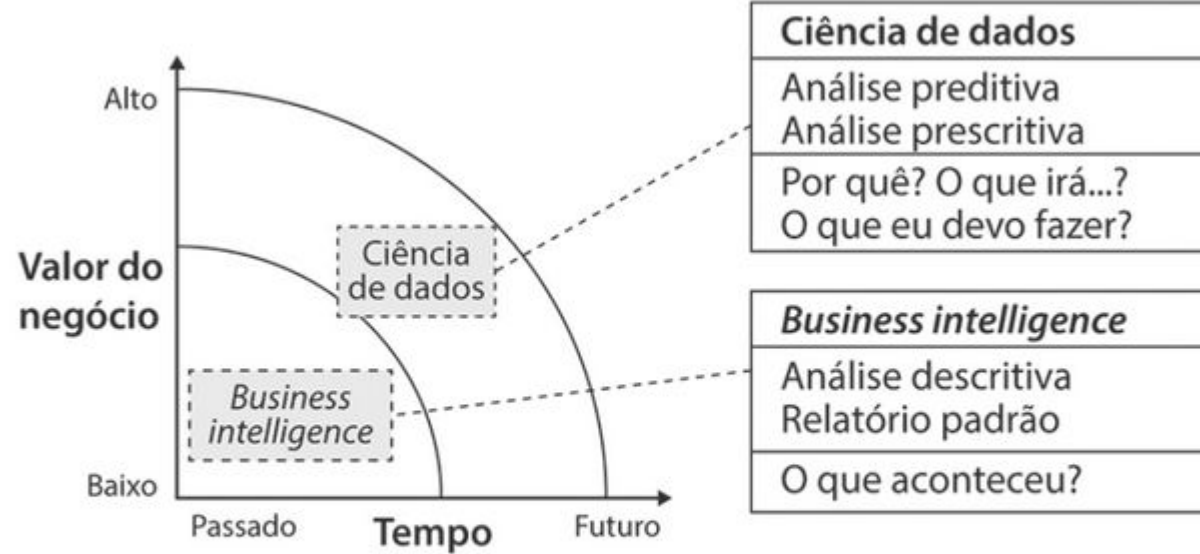 Alto
Valor do
negócio
Baixo
Passado
Tempo
Futuro
Ciência
de dados
Business
intelligence
Ciência de dados
Análise preditiva
Análise prescritiva
Por quê? O que irá...?
O que eu devo fazer?
Business intelligence
Análise descritiva
Relatório padrão
O que aconteceu?